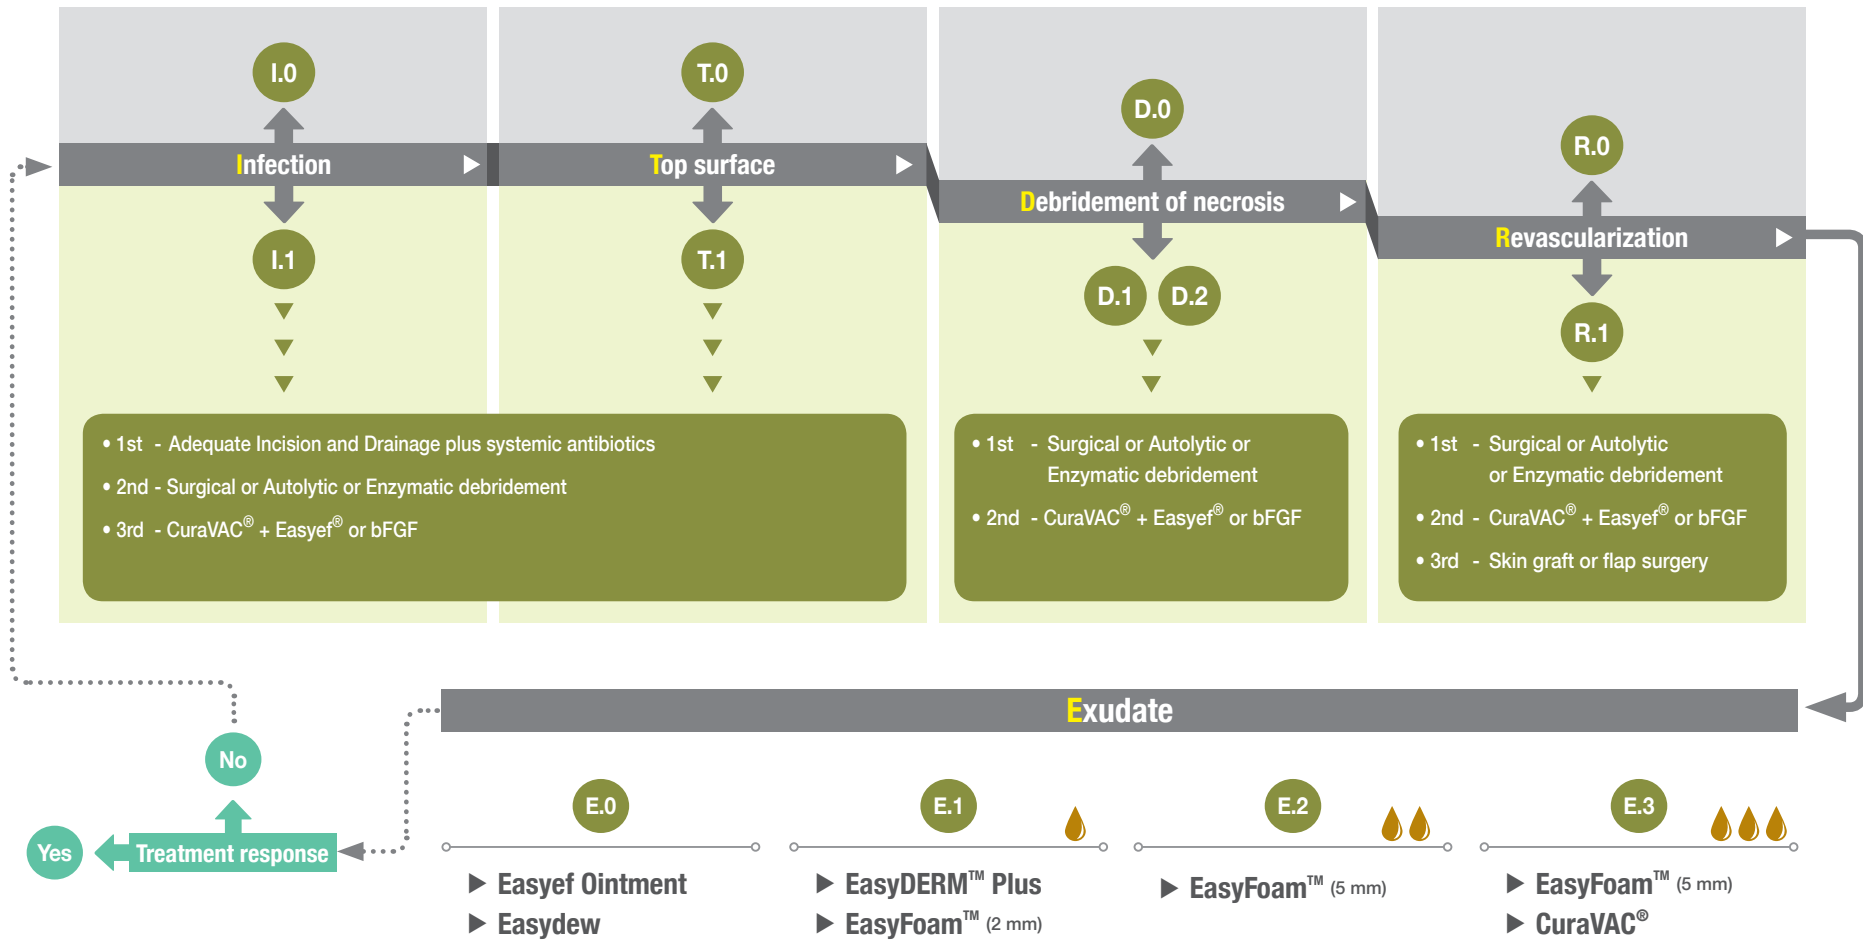 I.0
T.0
D.0
R.0
Infection
Top surface
Debridement of necrosis
Revascularization
I.1
T.1
D.1 D.2
R.1
• 1st - Adequate Incision and Drainage plus systemic antibiotics
• 2nd - Surgical or Autolytic or Enzymatic debridement
• 3rd - CuraVAC® + Easyef® or bFGF
• 1st - Surgical or Autolytic or
Enzymatic debridement
• 2nd - CuraVAC® + Easyef® or bFGF
• 1st - Surgical or Autolytic
or Enzymatic debridement
• 2nd - CuraVAC® + Easyef® or bFGF
• 3rd - Skin graft or flap surgery
Exudate
No
Yes
Treatment response
E.0
► Easyef Ointment
► Easydew
E.1
► EasyDERM™ Plus
► EasyFoam™ (2 mm)
E.2
► EasyFoam™ (5 mm)
E.3
► EasyFoam™ (5 mm)
► CuraVAC®